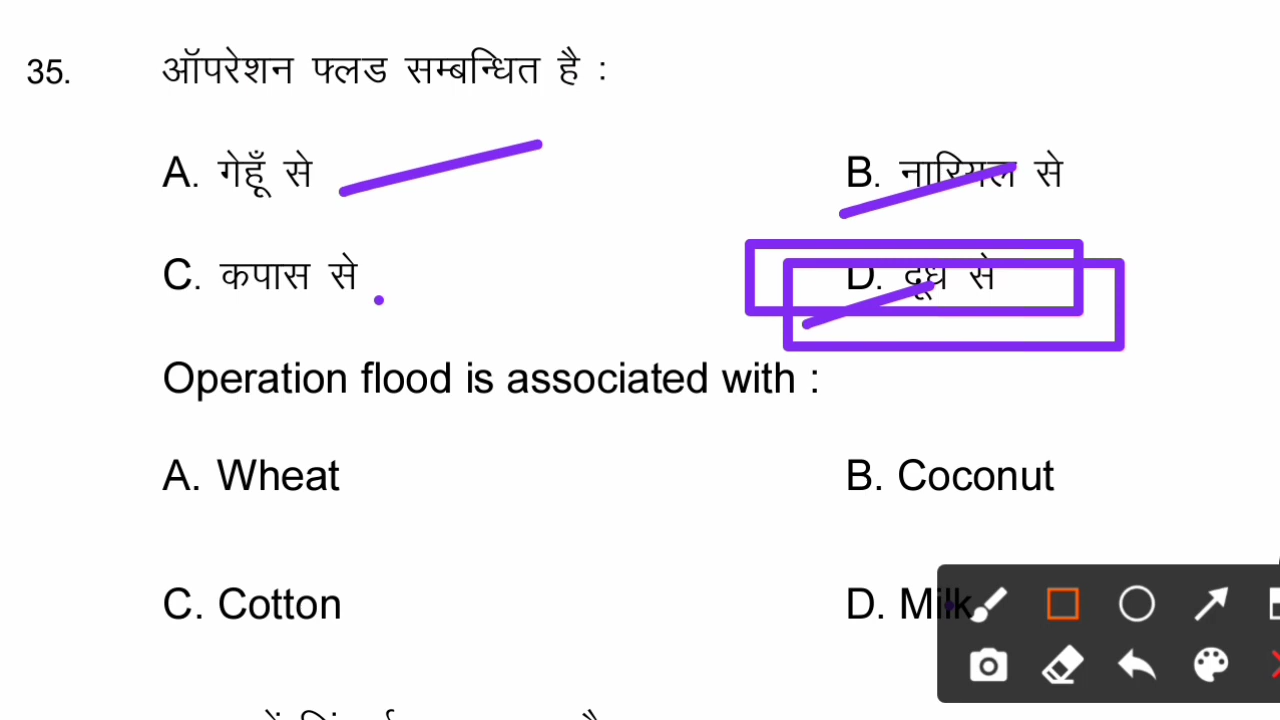 35. ऑपरेशन फ्लड सम्बन्धित है :
A. गेहूँ से B. नारियल से
C. कपास से D. दूध से
Operation flood is associated with :
A. Wheat B. Coconut
C. Cotton D. Milk